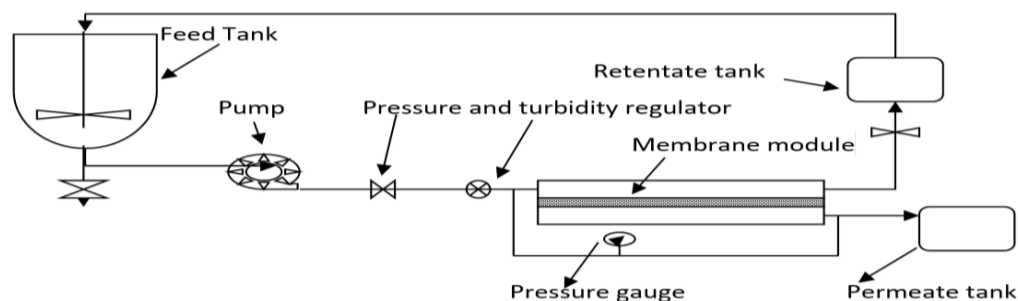 Feed Tank
Retentate tank
Pump
Pressure and turbidity regulator
Membrane module
Pressure gauge
Permeate tank